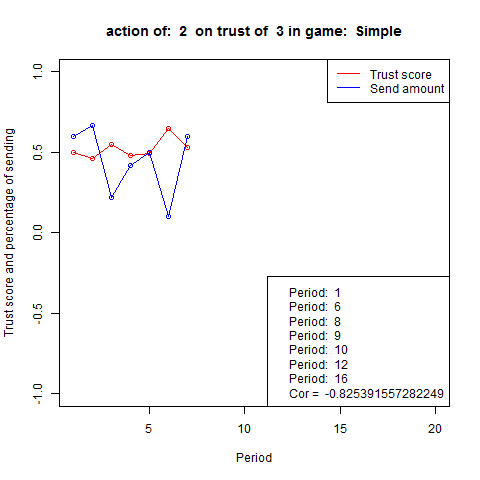 action of:  2  on trust of  3 in game:  Simple
Trust score
Send amount
Trust score and percentage of sending
1.0
0.5
0.0
-0.5
-1.0
Period:  1
Period:  6
Period:  8
Period:  9
Period:  10
Period:  12
Period:  16
Cor =  -0.825391557282249
5
10
15
20
Period